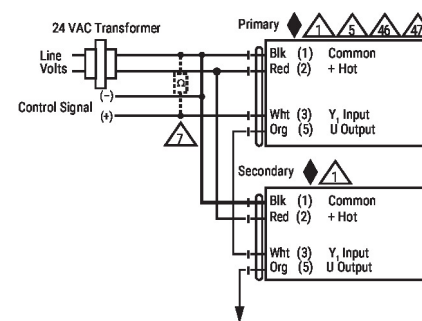 24 VAC Transformer
Primary 1 5 46 47
Line
Volts
Blk (1) Common
Red (2) + Hot
Ω
(−)
Control Signal
(+)
Wht (3) Y1 Input
Org (5) U Output
7
Secondary 1
Blk (1) Common
Red (2) + Hot
Wht (3) Y1 Input
Org (5) U Output